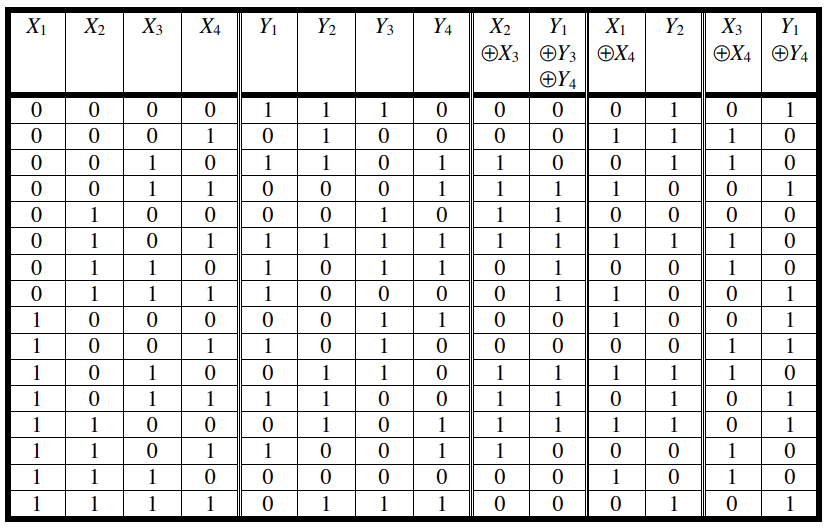 X₁ X₂ X₃ X₄ Y₁ Y₂ Y₃ Y₄ X₂ Y₁ X₁ Y₂ X₃ Y₁
⊕X₃ ⊕Y₃ ⊕X₄ ⊕X₄ ⊕Y₄
⊕Y₄
0 0 0 0 1 1 1 0 0 0 0 1 0 1
0 0 0 1 0 1 0 0 0 0 1 1 1 0
0 0 1 0 1 1 0 1 1 0 0 1 1 0
0 0 1 1 0 0 0 1 1 1 1 0 0 1
0 1 0 0 0 0 1 0 1 1 0 0 0 0
0 1 0 1 1 1 1 1 1 1 1 1 1 0
0 1 1 0 1 0 1 1 0 1 0 0 1 0
0 1 1 1 1 0 0 0 0 1 1 0 0 1
1 0 0 0 0 0 1 1 0 0 1 0 0 1
1 0 0 1 1 0 1 0 0 0 0 0 1 1
1 0 1 0 0 1 1 0 1 1 1 1 1 0
1 0 1 1 1 1 0 0 1 1 0 1 0 1
1 1 0 0 0 1 0 1 1 1 1 1 0 1
1 1 0 1 1 0 0 1 1 0 0 0 1 0
1 1 1 0 0 0 0 0 0 0 1 0 1 0
1 1 1 1 0 1 1 1 0 0 0 1 0 1